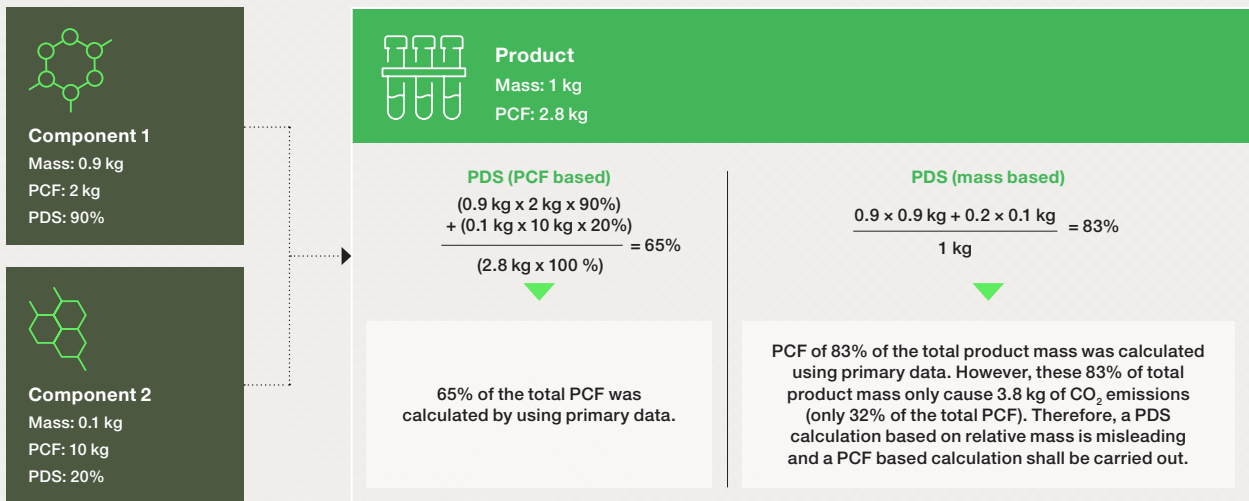 Component 1
Mass: 0.9 kg
PCF: 2 kg
PDS: 90%
Component 2
Mass: 0.1 kg
PCF: 10 kg
PDS: 20%
Product
Mass: 1 kg
PCF: 2.8 kg
PDS (PCF based)
(0.9 kg x 2 kg x 90%)
+ (0.1 kg x 10 kg x 20%)
= 65%
(2.8 kg x 100 %)
65% of the total PCF was
calculated by using primary data.
PDS (mass based)
0.9 × 0.9 kg + 0.2 × 0.1 kg
= 83%
1 kg
PCF of 83% of the total product mass was calculated
using primary data. However, these 83% of total
product mass only cause 3.8 kg of CO₂ emissions
(only 32% of the total PCF). Therefore, a PDS
calculation based on relative mass is misleading
and a PCF based calculation shall be carried out.